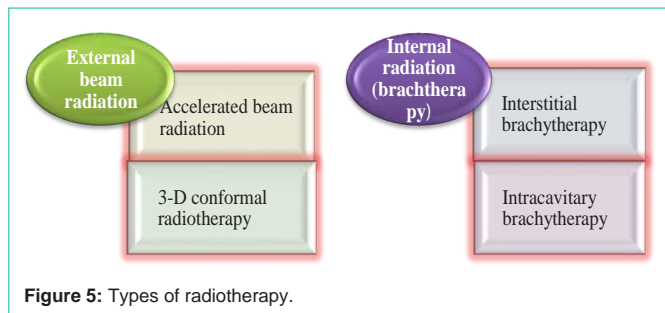 External
beam
radiation
Accelerated beam
radiation
3-D conformal
radiotherapy
Internal
radiation
(brachthera
py)
Interstitial
brachytherapy
Intracavitary
brachytherapy
Figure 5: Types of radiotherapy.